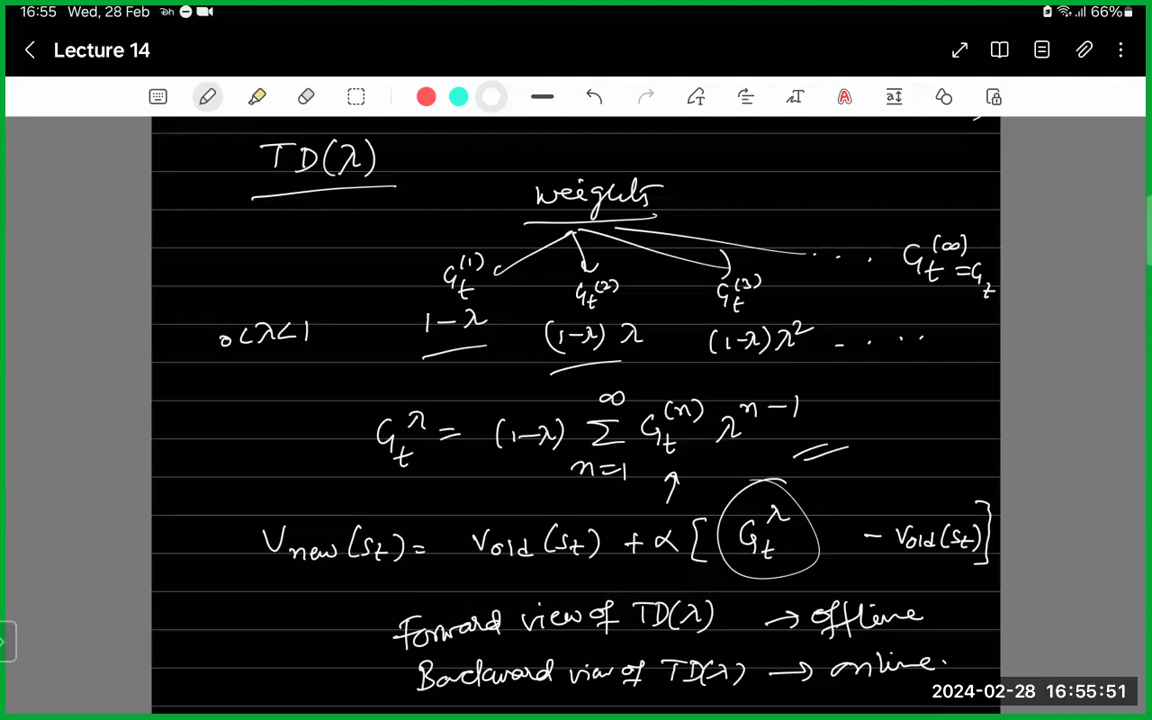 16:55 Wed, 28 Feb 66%
Lecture 14
TD(λ)
weights
G_t^(1) G_t^(2) G_t^(3) . . . G_t^(∞) = G_t
0<λ<1 1-λ (1-λ) λ (1-λ)λ^2 - . . . .
G_t^λ = (1-λ) ∑_{n=1}^{∞} G_t^(n) λ^{n-1}
V_new(s_t) = V_old(s_t) + α [ G_t^λ - V_old(s_t) ]
Forward view of TD(λ) → offline
Backward view of TD(λ) → online.
2024-02-28 16:55:51